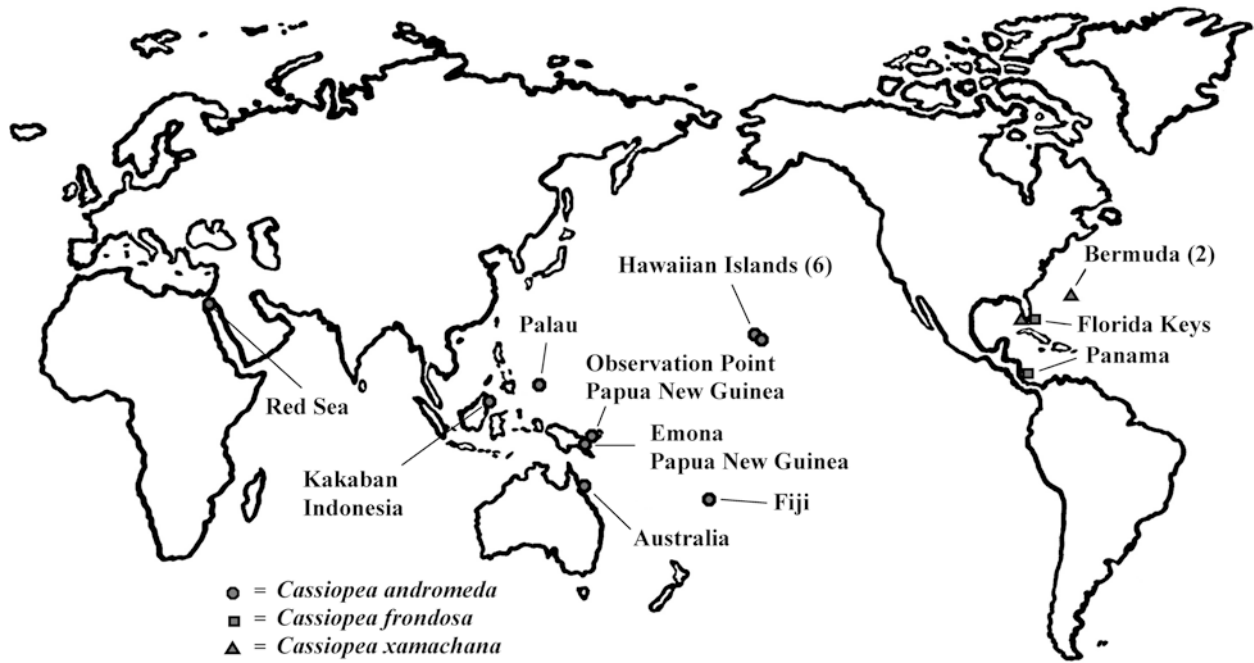 Hawaiian Islands (6)
Bermuda (2)
Palau
Florida Keys
Observation Point
Papua New Guinea
Panama
Red Sea
Emona
Papua New Guinea
Kakaban
Indonesia
Fiji
Australia
= Cassiopea andromeda
= Cassiopea frondosa
= Cassiopea xamachana